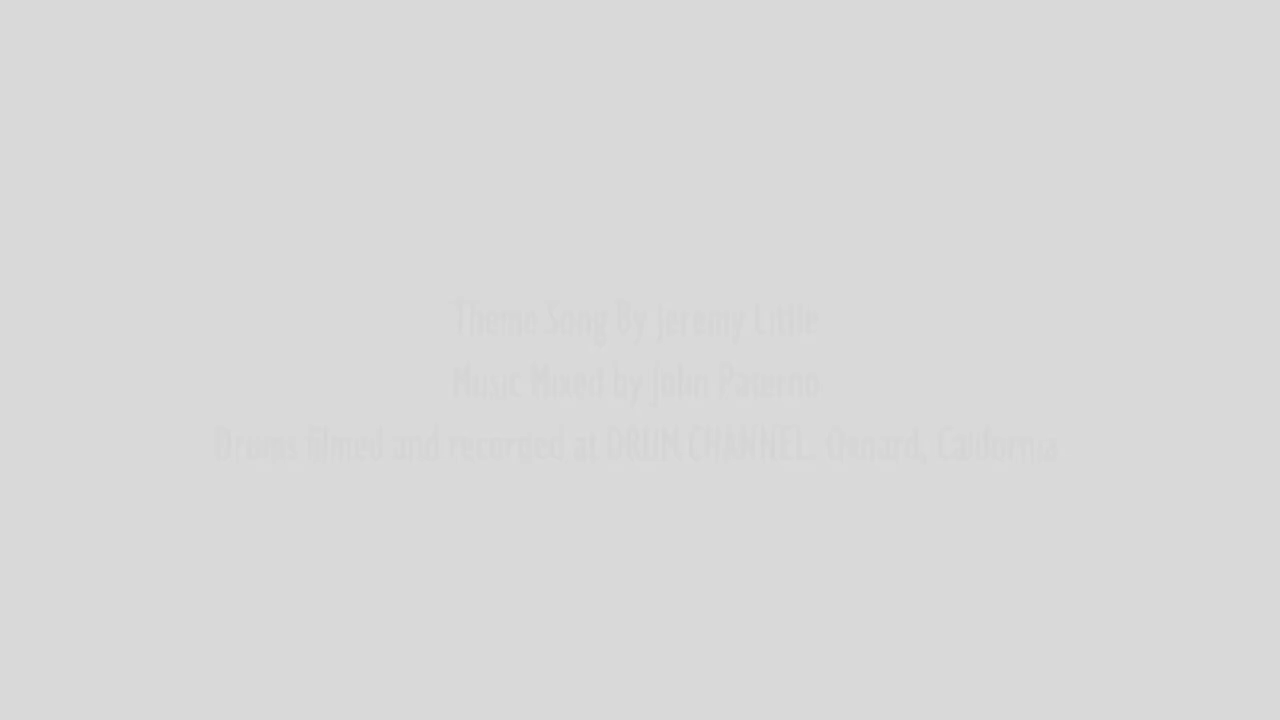 Theme Song By Jeremy Little
Music Mixed by John Paterno
Drums filmed and recorded at DRUM CHANNEL. Oxnard, California